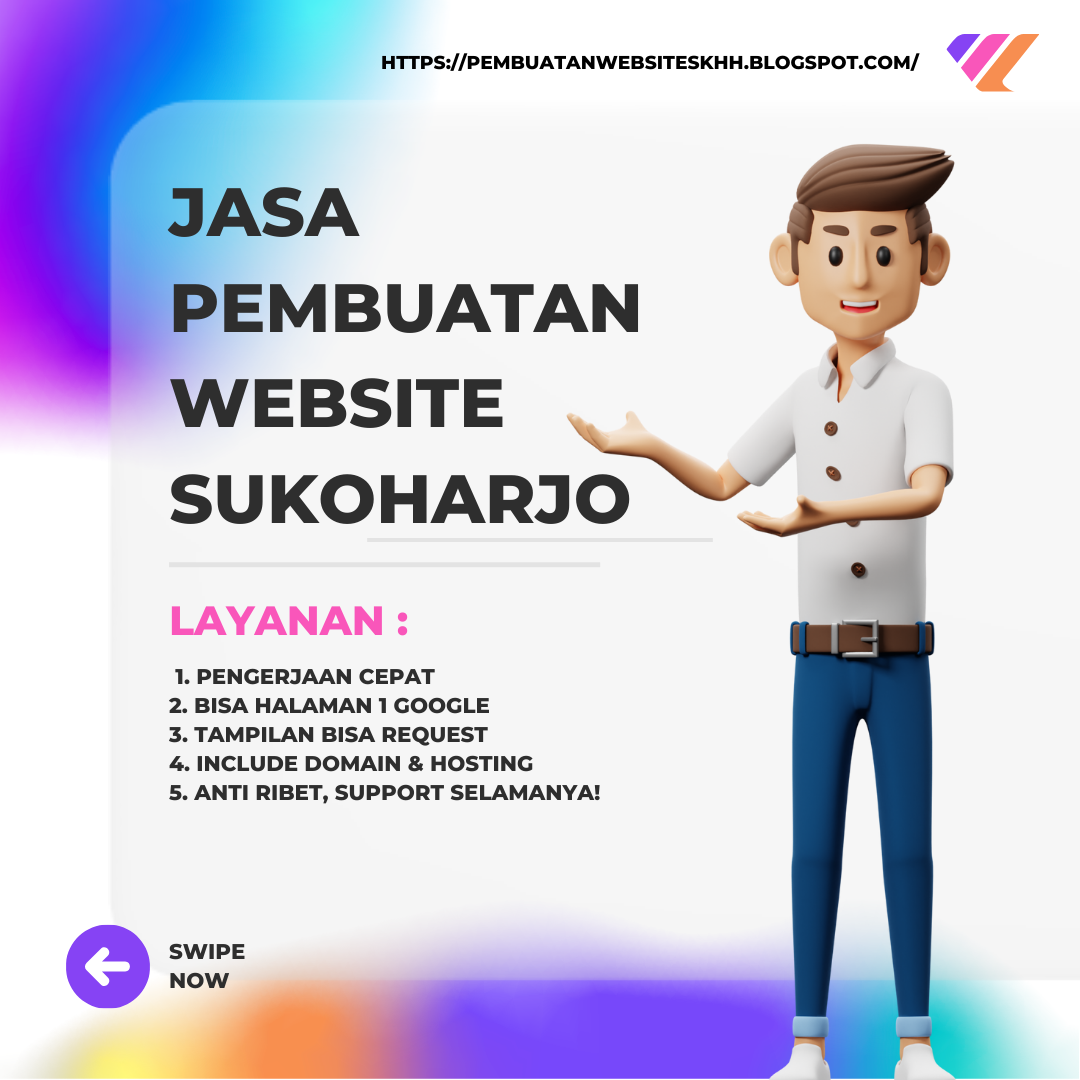 HTTPS://PEMBUATANWEBSITESKHH.BLOGSPOT.COM/
JASA
PEMBUATAN
WEBSITE
SUKOHARJO
LAYANAN :
1. PENGERJAAN CEPAT
2. BISA HALAMAN 1 GOOGLE
3. TAMPILAN BISA REQUEST
4. INCLUDE DOMAIN & HOSTING
5. ANTI RIBET, SUPPORT SELAMANYA!
SWIPE
NOW